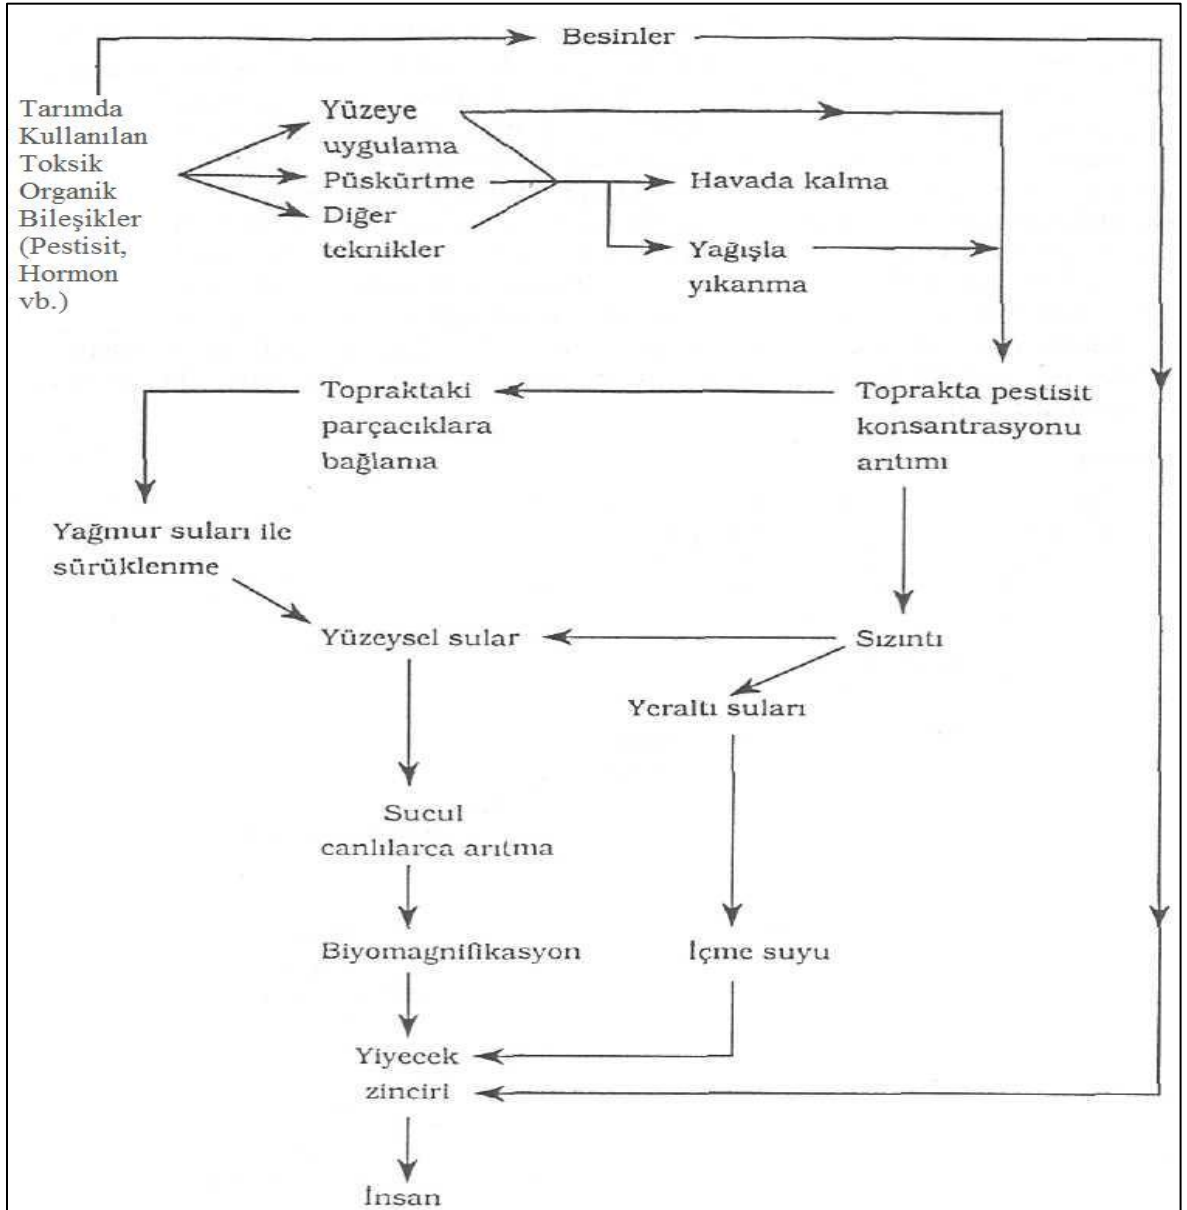 Besinler
Tarımda
Kullanılan
Toksik
Organik
Bileşikler
(Pestisit,
Hormon
vb.)
Yüzeye
uygulama
Püskürtme
Diğer
teknikler
Havada kalma
Yağışla
yıkanma
Topraktaki
parçacıklara
bağlama
Toprakta pestisit
konsantrasyonu
arıtımı
Yağmur suları ile
sürüklenme
Yüzeysel sular
Sızıntı
Yeraltı suları
Sucul
canlılarca arıtma
Biyomagnifikasyon
İçme suyu
Yiyecek
zinciri
İnsan